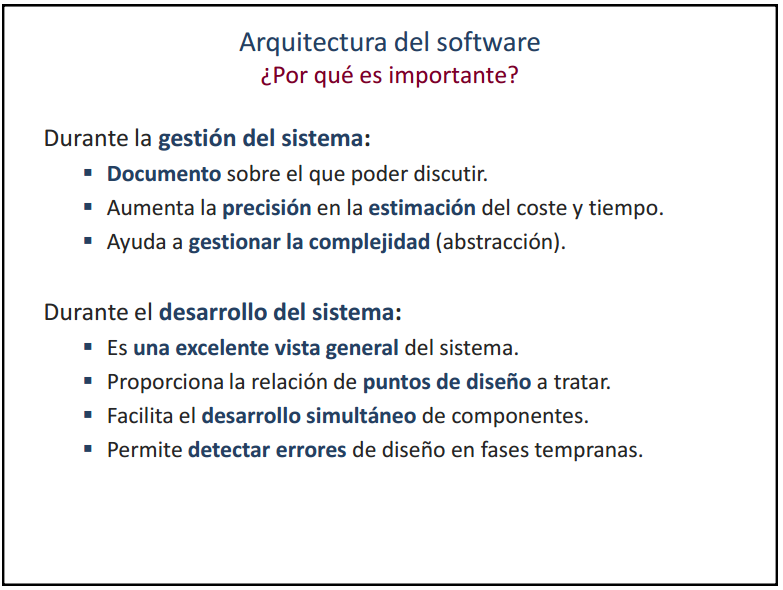 Arquitectura del software
¿Por qué es importante?
Durante la gestión del sistema:
▪ Documento sobre el que poder discutir.
▪ Aumenta la precisión en la estimación del coste y tiempo.
▪ Ayuda a gestionar la complejidad (abstracción).
Durante el desarrollo del sistema:
▪ Es una excelente vista general del sistema.
▪ Proporciona la relación de puntos de diseño a tratar.
▪ Facilita el desarrollo simultáneo de componentes.
▪ Permite detectar errores de diseño en fases tempranas.